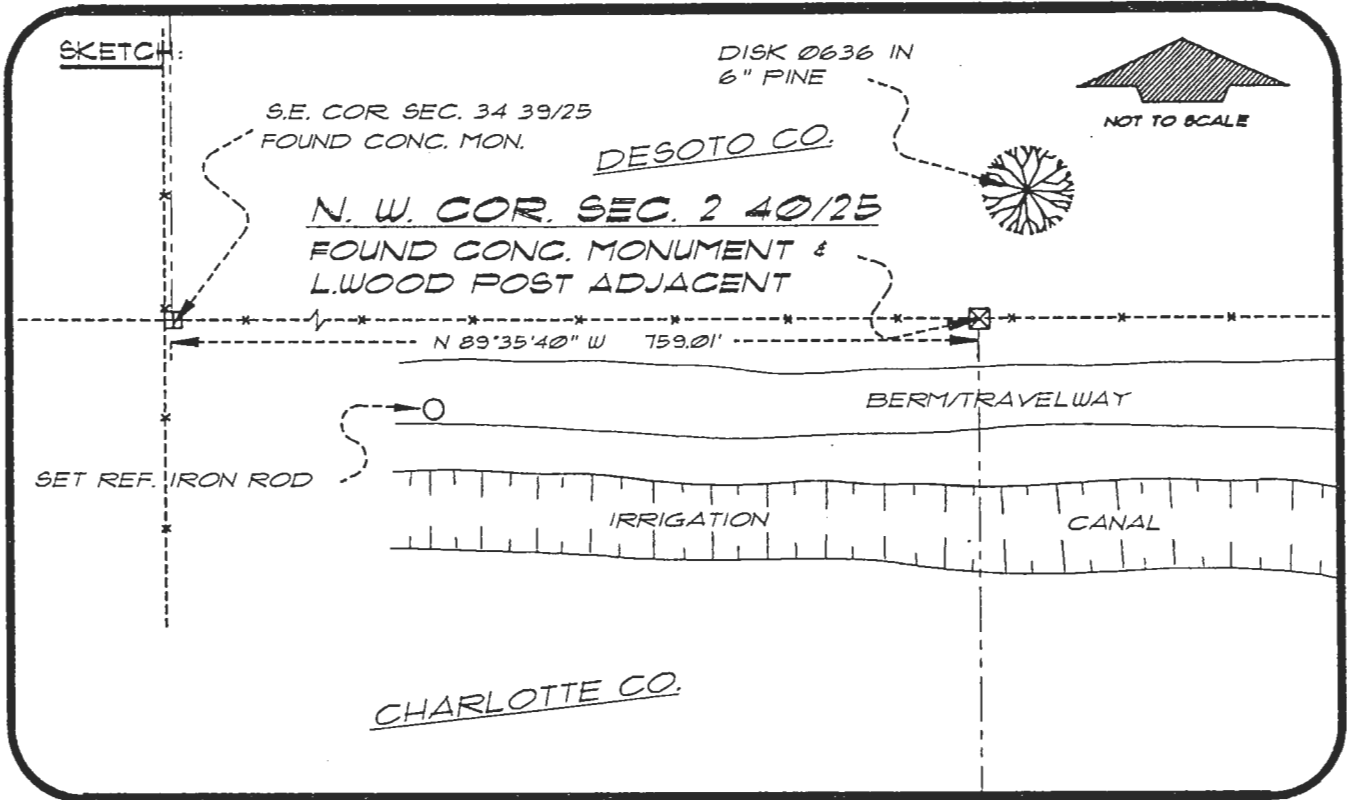 SKETCH:
DISK Ø636 IN
6" PINE
NOT TO SCALE
S.E. COR. SEC. 34 39/25
FOUND CONC. MON.
DESOTO CO.
N. W. COR. SEC. 2 4Ø/25
FOUND CONC. MONUMENT &
L.WOOD POST ADJACENT
N 89°35'4Ø" W 759.Ø1'
BERM/TRAVELWAY
SET REF. IRON ROD
IRRIGATION CANAL
CHARLOTTE CO.